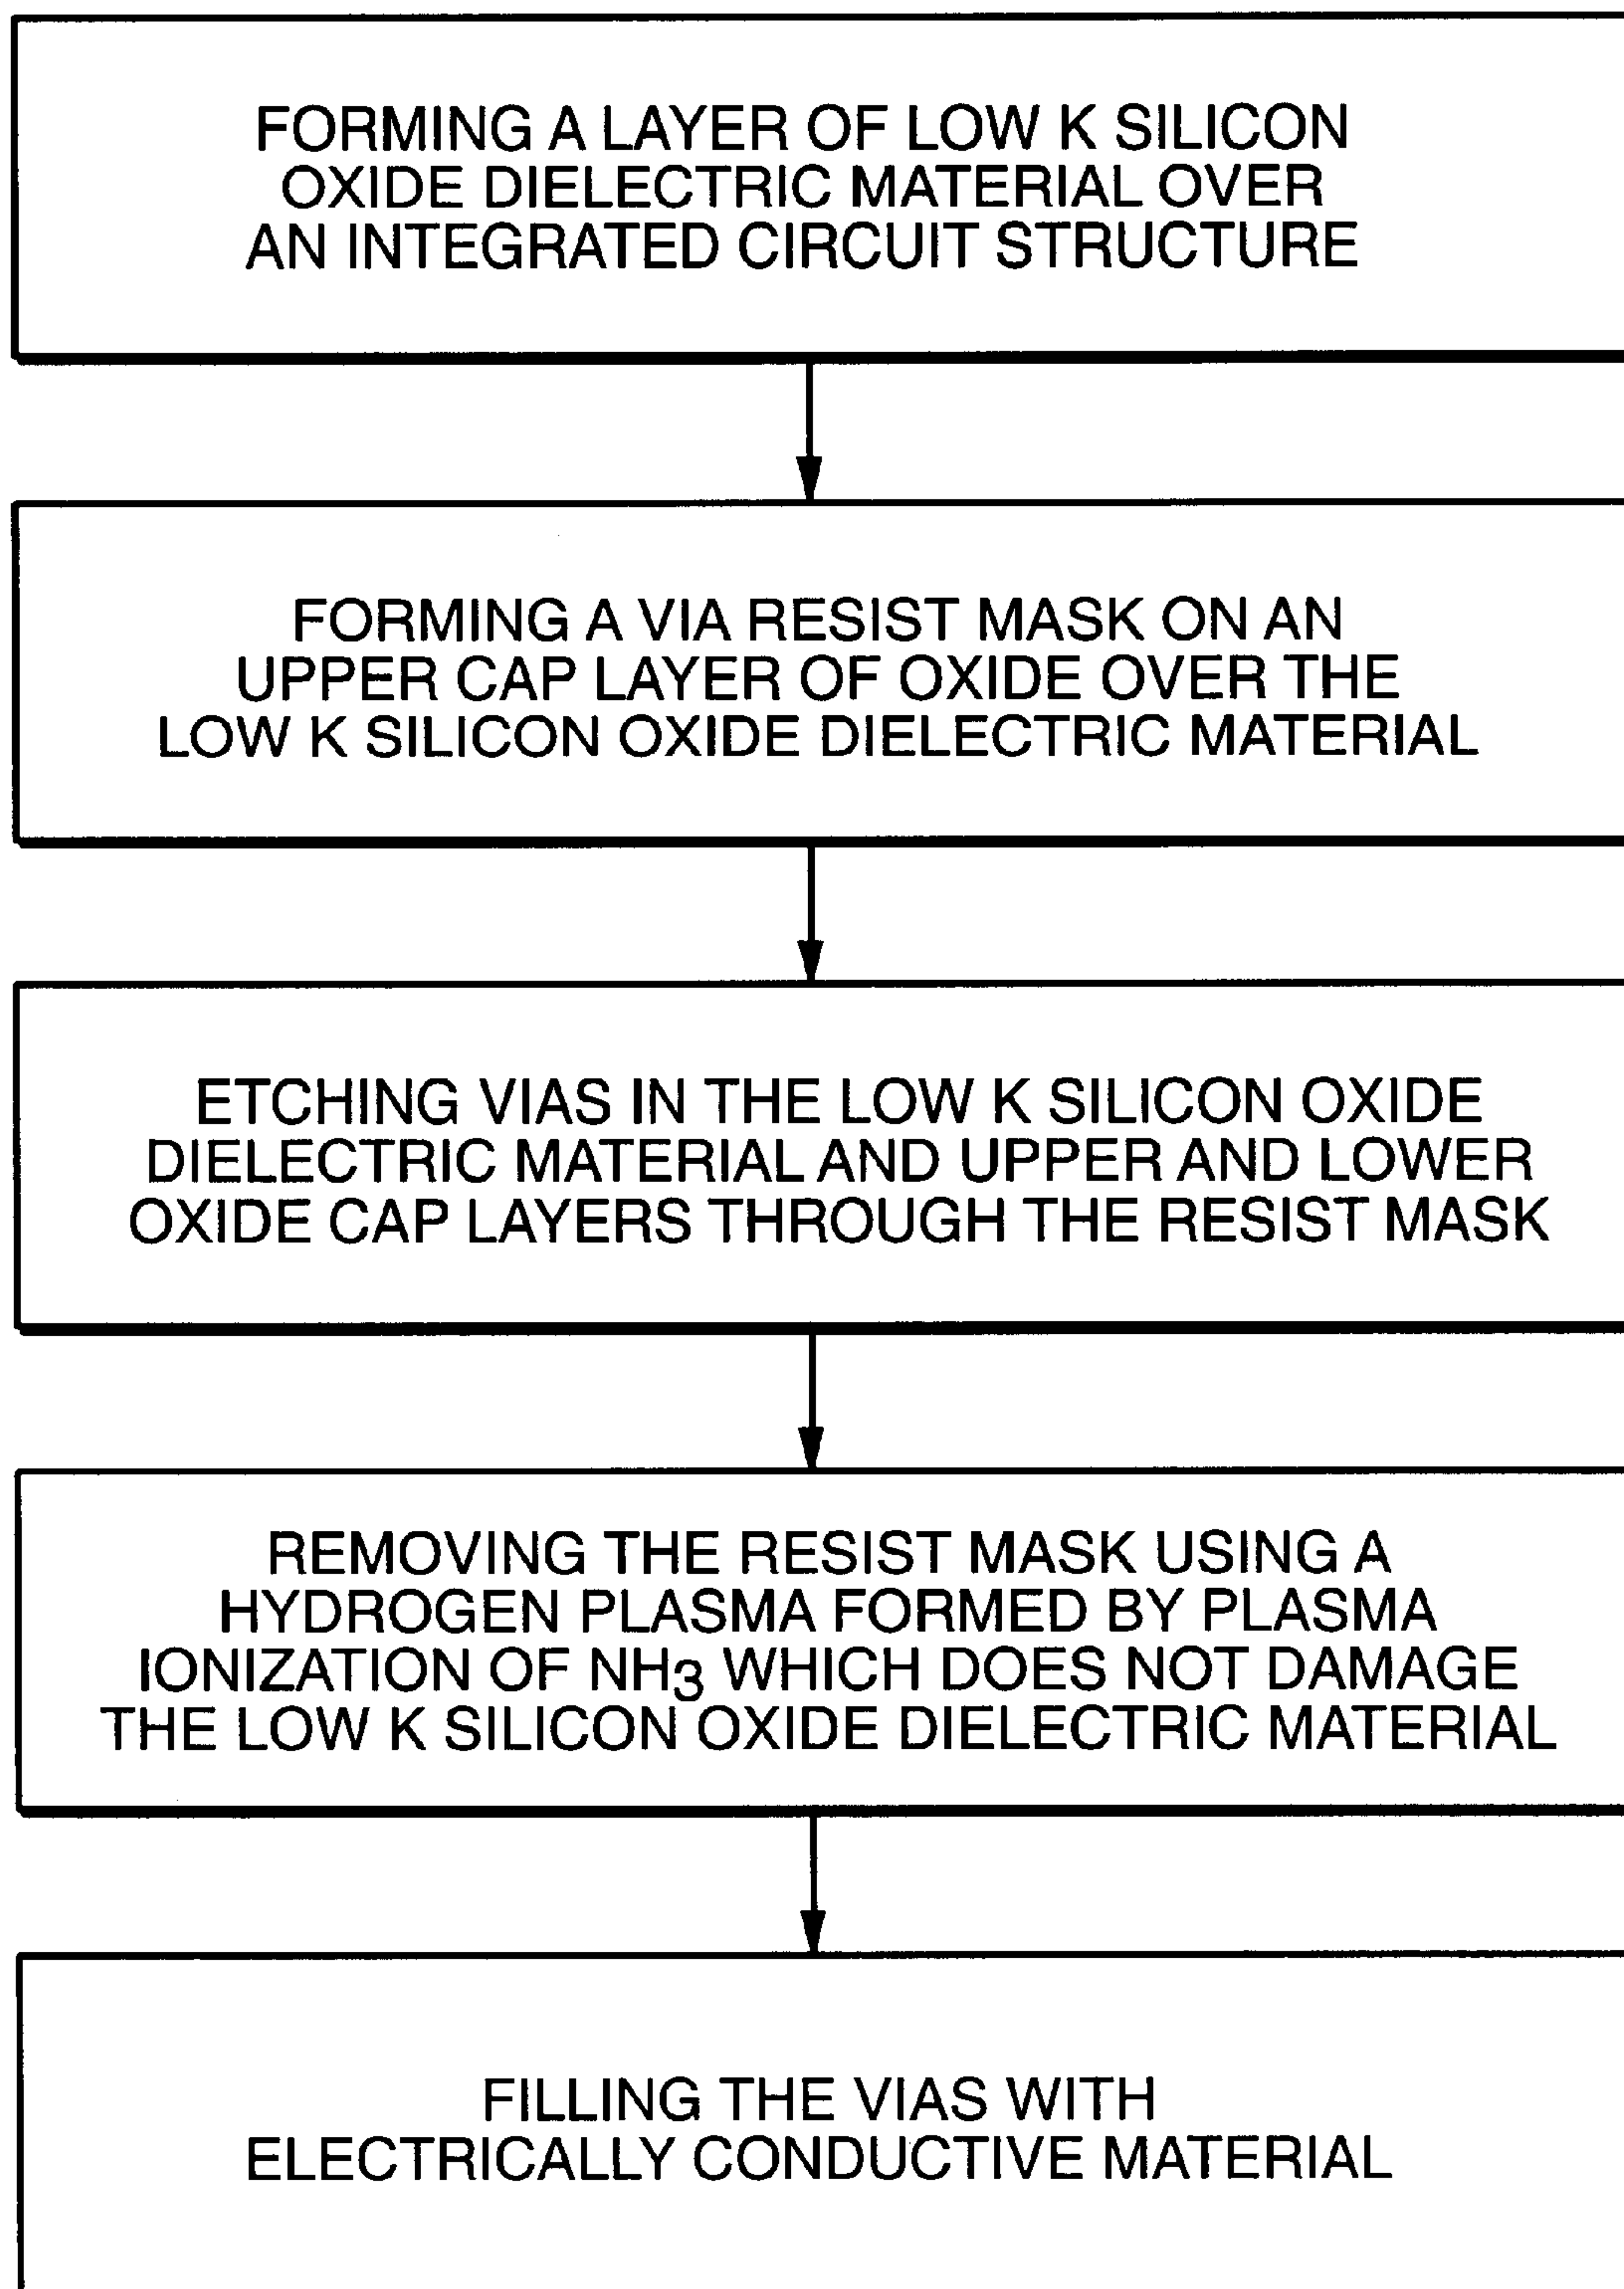 FORMING A LAYER OF LOW K SILICON
OXIDE DIELECTRIC MATERIAL OVER
AN INTEGRATED CIRCUIT STRUCTURE
FORMING A VIA RESIST MASK ON AN
UPPER CAP LAYER OF OXIDE OVER THE
LOW K SILICON OXIDE DIELECTRIC MATERIAL
ETCHING VIAS IN THE LOW K SILICON OXIDE
DIELECTRIC MATERIAL AND UPPER AND LOWER
OXIDE CAP LAYERS THROUGH THE RESIST MASK
REMOVING THE RESIST MASK USING A
HYDROGEN PLASMA FORMED BY PLASMA
IONIZATION OF NH₃ WHICH DOES NOT DAMAGE
THE LOW K SILICON OXIDE DIELECTRIC MATERIAL
FILLING THE VIAS WITH
ELECTRICALLY CONDUCTIVE MATERIAL